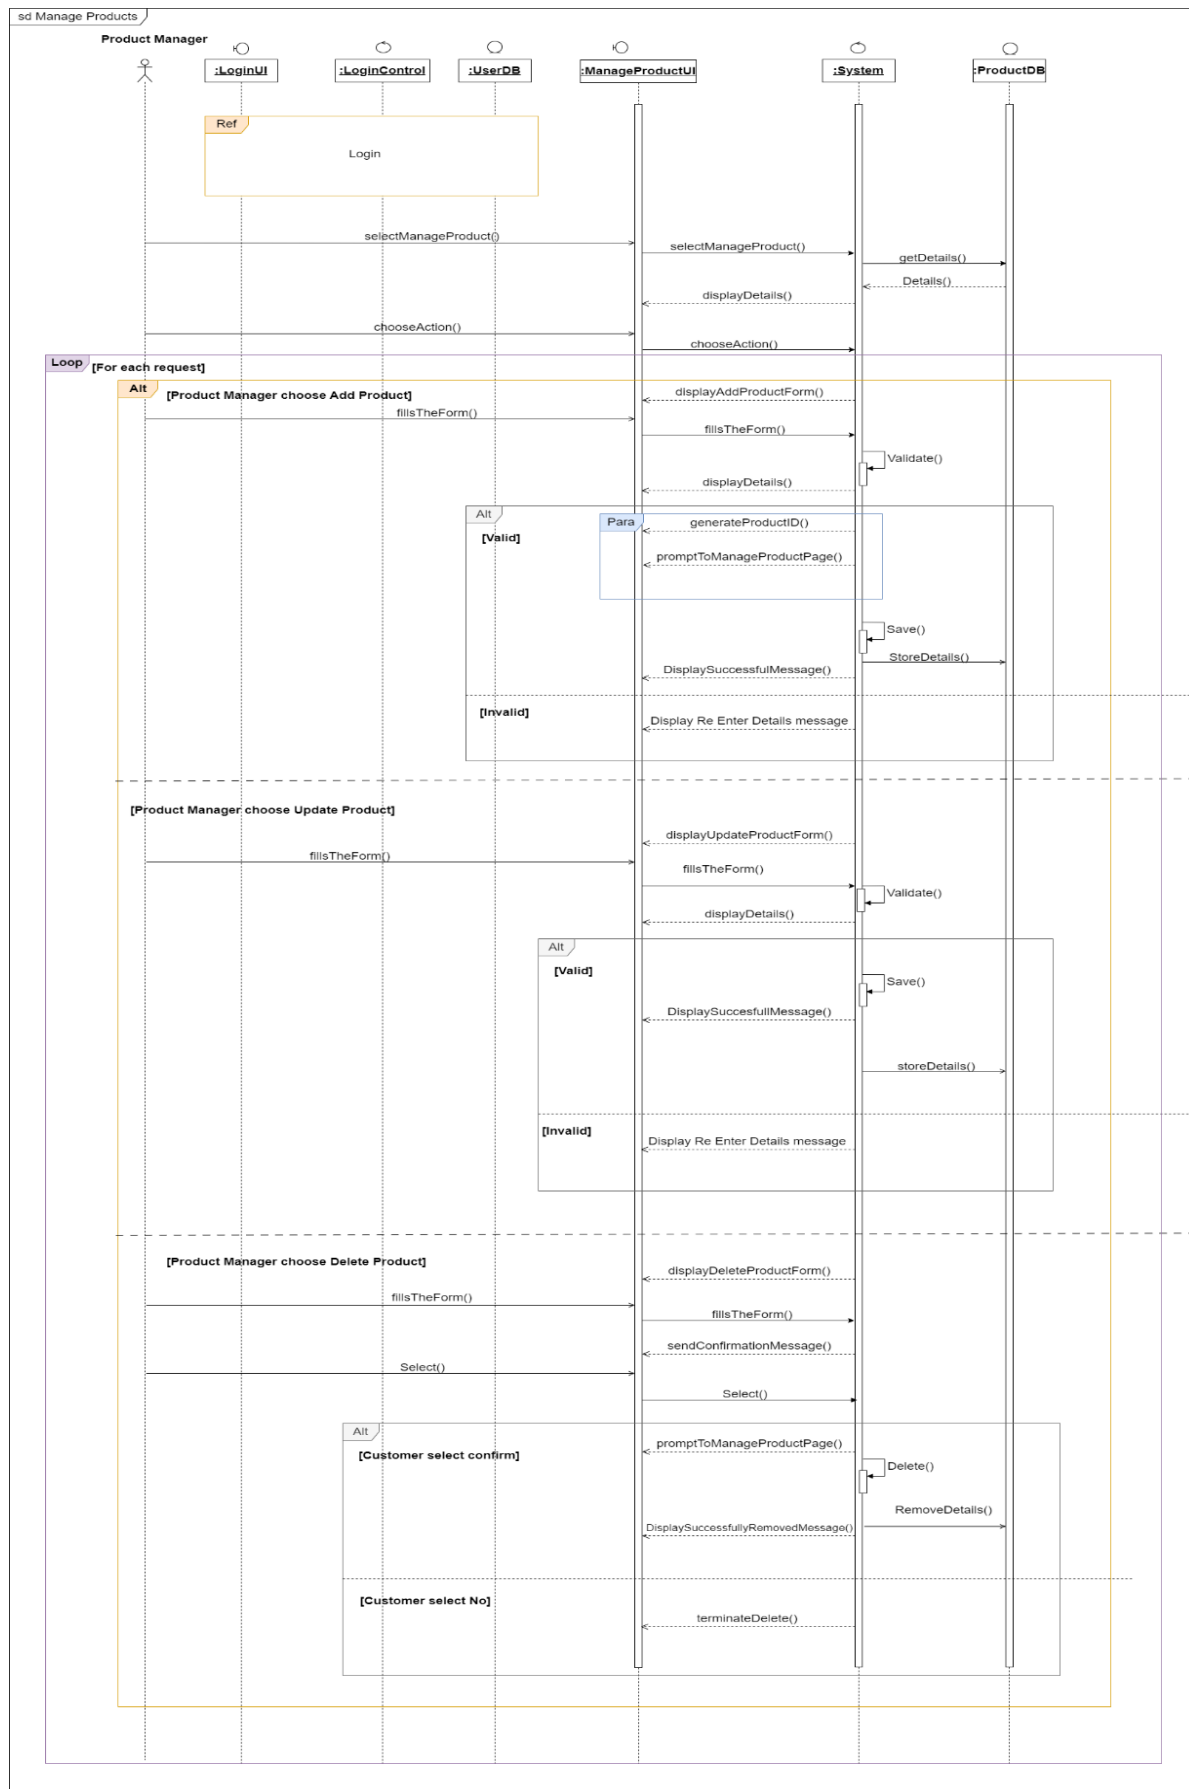 sd Manage Products
Product Manager
:LoginUI
:LoginControl
:UserDB
:ManageProductUI
:System
:ProductDB
Ref
Login
selectManageProduct()
selectManageProduct()
getDetails()
Details()
displayDetails()
chooseAction()
chooseAction()
Loop
[For each request]
Alt
[Product Manager choose Add Product]
displayAddProductForm()
fillsTheForm()
fillsTheForm()
Validate()
displayDetails()
Alt
[Valid]
Para
generateProductID()
promptToManageProductPage()
Save()
StoreDetails()
DisplaySuccessfulMessage()
[Invalid]
Display Re Enter Details message
[Product Manager choose Update Product]
displayUpdateProductForm()
fillsTheForm()
fillsTheForm()
Validate()
displayDetails()
Alt
[Valid]
Save()
DisplaySuccesfullMessage()
storeDetails()
[Invalid]
Display Re Enter Details message
[Product Manager choose Delete Product]
displayDeleteProductForm()
fillsTheForm()
fillsTheForm()
sendConfirmationMessage()
Select()
Select()
Alt
[Customer select confirm]
promptToManageProductPage()
Delete()
RemoveDetails()
DisplaySuccessfullyRemovedMessage()
[Customer select No]
terminateDelete()